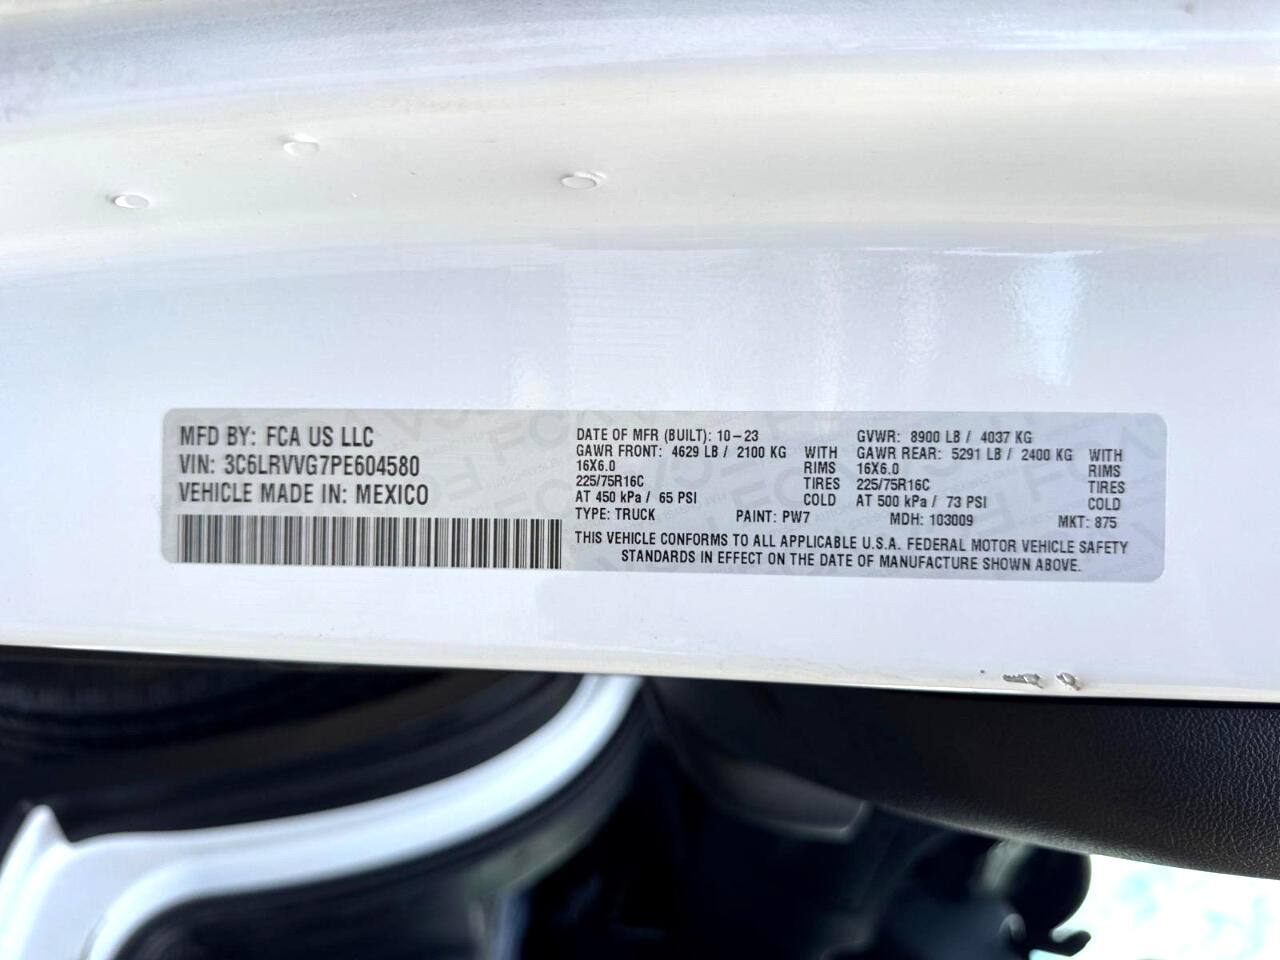 MFD BY: FCA US LLC
VIN: 3C6LRVVG7PE604580
VEHICLE MADE IN: MEXICO
DATE OF MFR (BUILT): 10-23
GAWR FRONT: 4629 LB / 2100 KG WITH
16X6.0 RIMS
225/75R16C TIRES
AT 450 kPa / 65 PSI COLD
GVWR: 8900 LB / 4037 KG
GAWR REAR: 5291 LB / 2400 KG WITH
16X6.0 RIMS
225/75R16C TIRES
AT 500 kPa / 73 PSI COLD
TYPE: TRUCK PAINT: PW7 MDH: 103009 MKT: 875
THIS VEHICLE CONFORMS TO ALL APPLICABLE U.S.A. FEDERAL MOTOR VEHICLE SAFETY
STANDARDS IN EFFECT ON THE DATE OF MANUFACTURE SHOWN ABOVE.